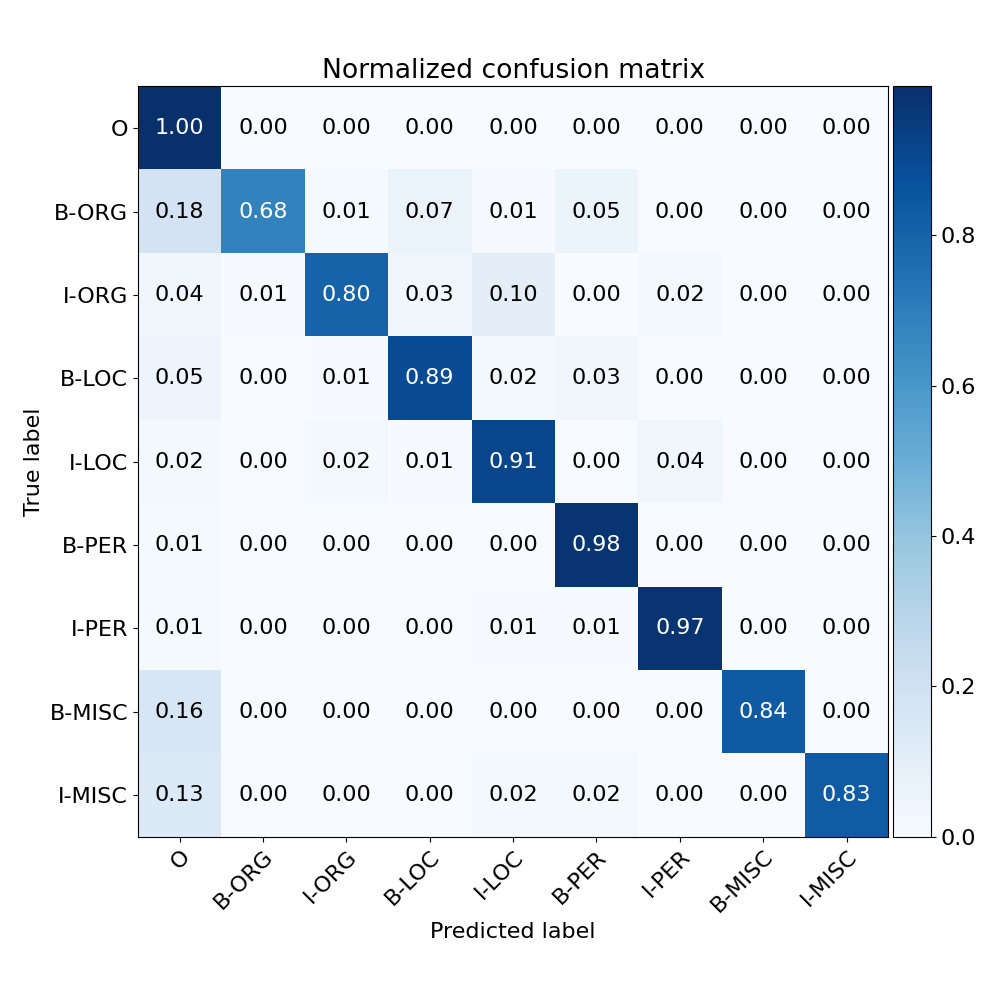 Normalized confusion matrix
O 1.00 0.00 0.00 0.00 0.00 0.00 0.00 0.00 0.00
B-ORG 0.18 0.68 0.01 0.07 0.01 0.05 0.00 0.00 0.00 0.8
I-ORG 0.04 0.01 0.80 0.03 0.10 0.00 0.02 0.00 0.00
B-LOC 0.05 0.00 0.01 0.89 0.02 0.03 0.00 0.00 0.00 0.6
I-LOC 0.02 0.00 0.02 0.01 0.91 0.00 0.04 0.00 0.00
B-PER 0.01 0.00 0.00 0.00 0.00 0.98 0.00 0.00 0.00 0.4
I-PER 0.01 0.00 0.00 0.00 0.01 0.01 0.97 0.00 0.00
B-MISC 0.16 0.00 0.00 0.00 0.00 0.00 0.00 0.84 0.00 0.2
I-MISC 0.13 0.00 0.00 0.00 0.02 0.02 0.00 0.00 0.83
0.0
True label
O B-ORG I-ORG B-LOC I-LOC B-PER I-PER B-MISC I-MISC
Predicted label